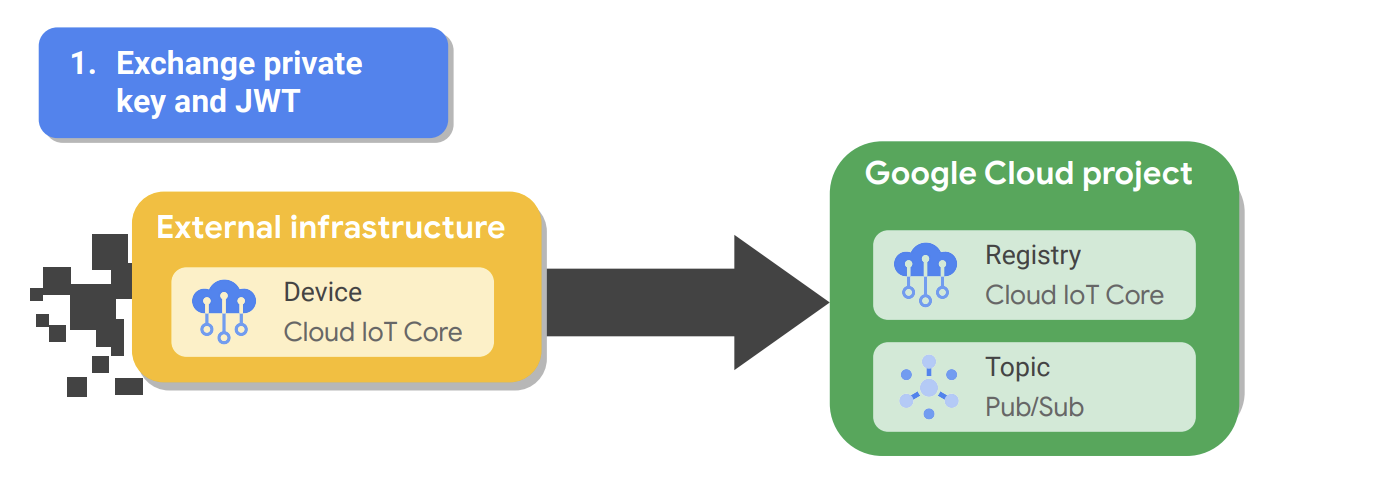 1. Exchange private
key and JWT
External infrastructure
Device
Cloud IoT Core
Google Cloud project
Registry
Cloud IoT Core
Topic
Pub/Sub